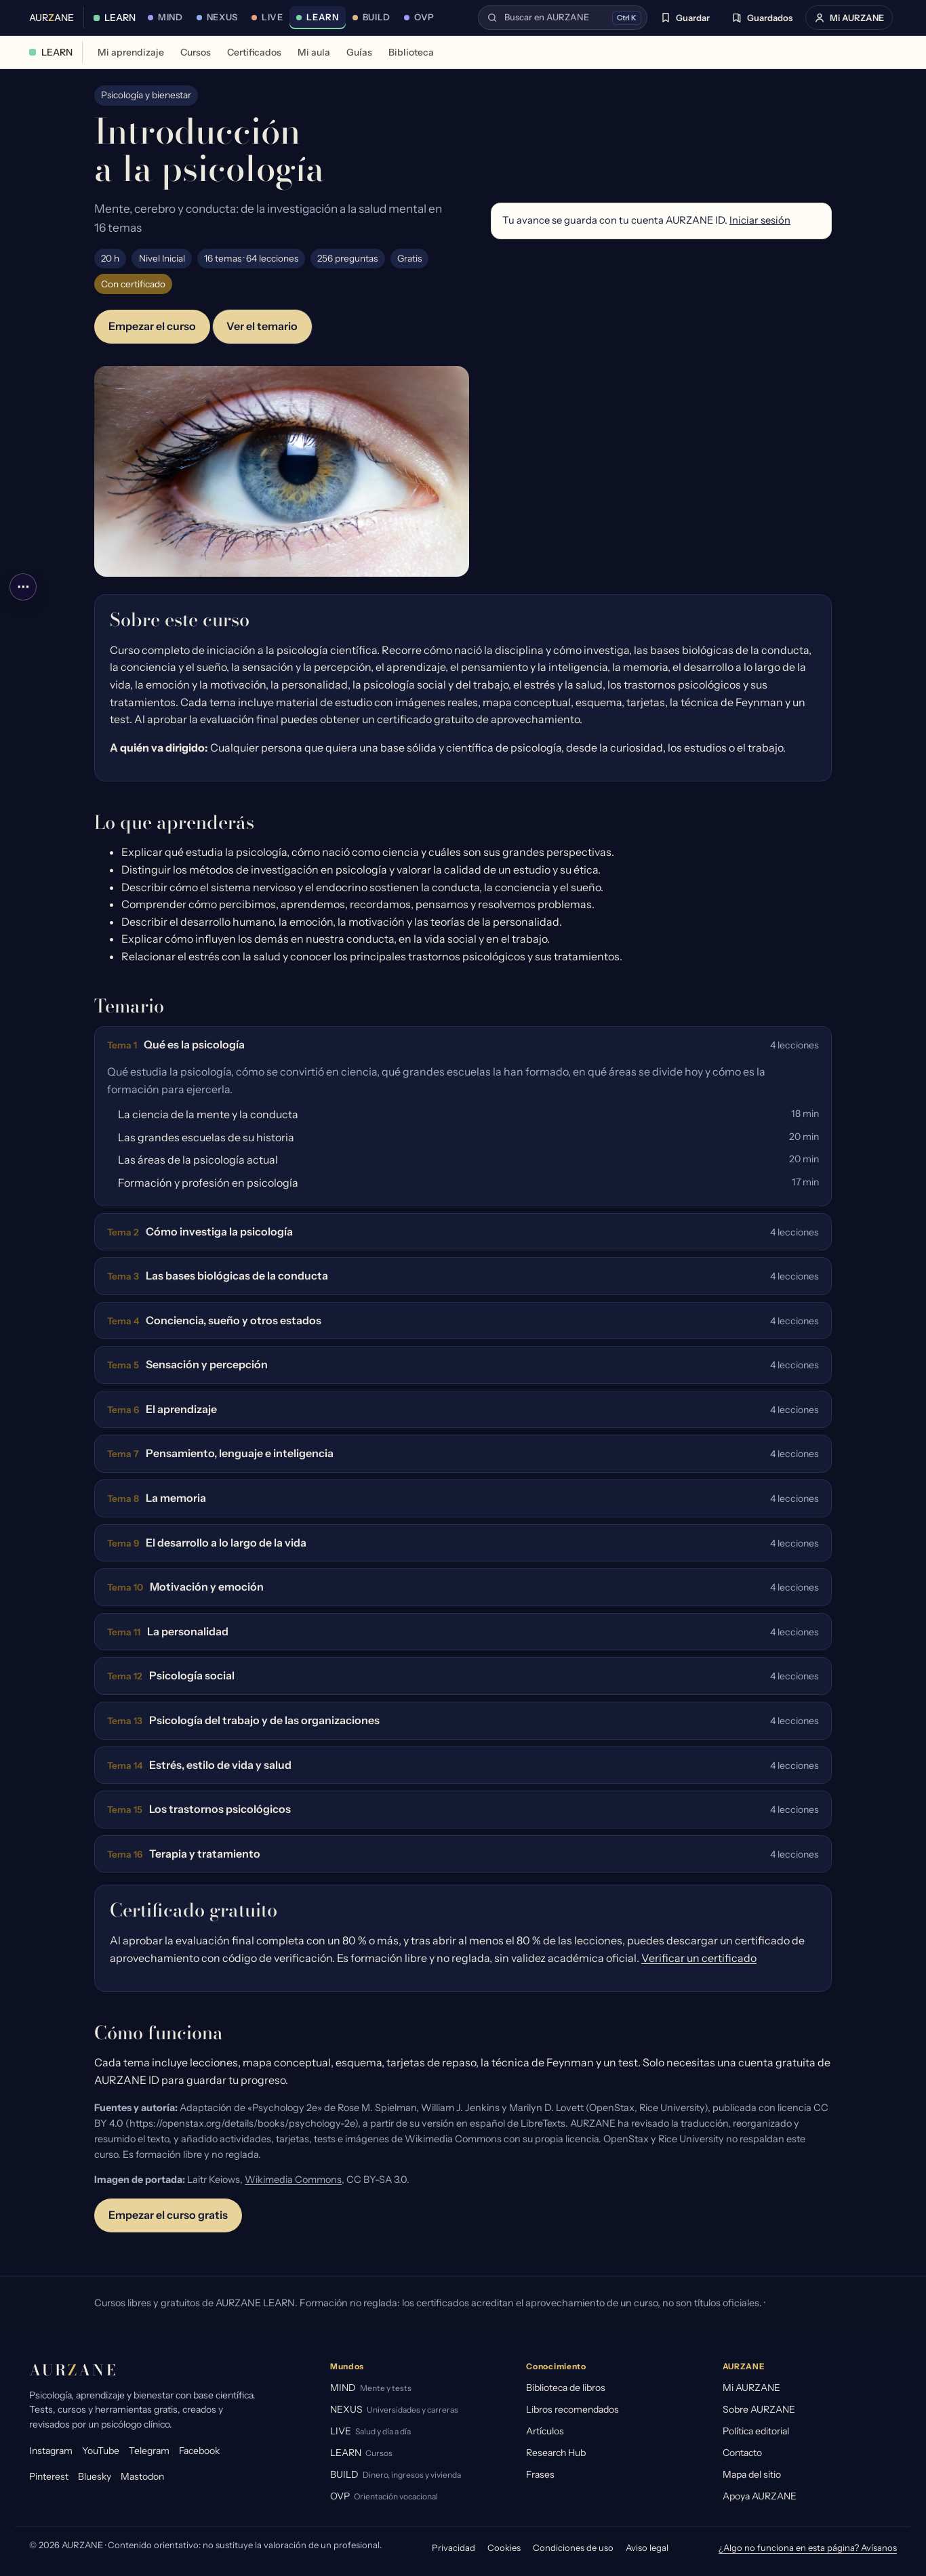 AURZANE LEARN MIND NEXUS LIVE LEARN BUILD OVP Buscar en AURZANE Ctrl K Guardar Guardados Mi AURZANE
LEARN Mi aprendizaje Cursos Certificados Mi aula Guías Biblioteca
Psicología y bienestar
Introducción
a la psicología
Mente, cerebro y conducta: de la investigación a la salud mental en
16 temas
Tu avance se guarda con tu cuenta AURZANE ID. Iniciar sesión
20 h Nivel Inicial 16 temas · 64 lecciones 256 preguntas Gratis
Con certificado
Empezar el curso Ver el temario
Sobre este curso
Curso completo de iniciación a la psicología científica. Recorre cómo nació la disciplina y cómo investiga, las bases biológicas de la conducta,
la conciencia y el sueño, la sensación y la percepción, el aprendizaje, el pensamiento y la inteligencia, la memoria, el desarrollo a lo largo de la
vida, la emoción y la motivación, la personalidad, la psicología social y del trabajo, el estrés y la salud, los trastornos psicológicos y sus
tratamientos. Cada tema incluye material de estudio con imágenes reales, mapa conceptual, esquema, tarjetas, la técnica de Feynman y un
test. Al aprobar la evaluación final puedes obtener un certificado gratuito de aprovechamiento.
A quién va dirigido: Cualquier persona que quiera una base sólida y científica de psicología, desde la curiosidad, los estudios o el trabajo.
Lo que aprenderás
• Explicar qué estudia la psicología, cómo nació como ciencia y cuáles son sus grandes perspectivas.
• Distinguir los métodos de investigación en psicología y valorar la calidad de un estudio y su ética.
• Describir cómo el sistema nervioso y el endocrino sostienen la conducta, la conciencia y el sueño.
• Comprender cómo percibimos, aprendemos, recordamos, pensamos y resolvemos problemas.
• Describir el desarrollo humano, la emoción, la motivación y las teorías de la personalidad.
• Explicar cómo influyen los demás en nuestra conducta, en la vida social y en el trabajo.
• Relacionar el estrés con la salud y conocer los principales trastornos psicológicos y sus tratamientos.
Temario
Tema 1 Qué es la psicología 4 lecciones
Qué estudia la psicología, cómo se convirtió en ciencia, qué grandes escuelas la han formado, en qué áreas se divide hoy y cómo es la
formación para ejercerla.
La ciencia de la mente y la conducta 18 min
Las grandes escuelas de su historia 20 min
Las áreas de la psicología actual 20 min
Formación y profesión en psicología 17 min
Tema 2 Cómo investiga la psicología 4 lecciones
Tema 3 Las bases biológicas de la conducta 4 lecciones
Tema 4 Conciencia, sueño y otros estados 4 lecciones
Tema 5 Sensación y percepción 4 lecciones
Tema 6 El aprendizaje 4 lecciones
Tema 7 Pensamiento, lenguaje e inteligencia 4 lecciones
Tema 8 La memoria 4 lecciones
Tema 9 El desarrollo a lo largo de la vida 4 lecciones
Tema 10 Motivación y emoción 4 lecciones
Tema 11 La personalidad 4 lecciones
Tema 12 Psicología social 4 lecciones
Tema 13 Psicología del trabajo y de las organizaciones 4 lecciones
Tema 14 Estrés, estilo de vida y salud 4 lecciones
Tema 15 Los trastornos psicológicos 4 lecciones
Tema 16 Terapia y tratamiento 4 lecciones
Certificado gratuito
Al aprobar la evaluación final completa con un 80 % o más, y tras abrir al menos el 80 % de las lecciones, puedes descargar un certificado de
aprovechamiento con código de verificación. Es formación libre y no reglada, sin validez académica oficial. Verificar un certificado
Cómo funciona
Cada tema incluye lecciones, mapa conceptual, esquema, tarjetas de repaso, la técnica de Feynman y un test. Solo necesitas una cuenta gratuita de
AURZANE ID para guardar tu progreso.
Fuentes y autoría: Adaptación de «Psychology 2e» de Rose M. Spielman, William J. Jenkins y Marilyn D. Lovett (OpenStax, Rice University), publicada con licencia CC
BY 4.0 (https://openstax.org/details/books/psychology-2e), a partir de su versión en español de LibreTexts. AURZANE ha revisado la traducción, reorganizado y
resumido el texto, y añadido actividades, tarjetas, tests e imágenes de Wikimedia Commons con su propia licencia. OpenStax y Rice University no respaldan este
curso. Es formación libre y no reglada.
Imagen de portada: Laitr Keiows, Wikimedia Commons, CC BY-SA 3.0.
Empezar el curso gratis
Cursos libres y gratuitos de AURZANE LEARN. Formación no reglada: los certificados acreditan el aprovechamiento de un curso, no son títulos oficiales. ·
AURZANE
Psicología, aprendizaje y bienestar con base científica.
Tests, cursos y herramientas gratis, creados y
revisados por un psicólogo clínico.
Instagram YouTube Telegram Facebook
Pinterest Bluesky Mastodon
Mundos
MIND Mente y tests
NEXUS Universidades y carreras
LIVE Salud y día a día
LEARN Cursos
BUILD Dinero, ingresos y vivienda
OVP Orientación vocacional
Conocimiento
Biblioteca de libros
Libros recomendados
Artículos
Research Hub
Frases
AURZANE
Mi AURZANE
Sobre AURZANE
Política editorial
Contacto
Mapa del sitio
Apoya AURZANE
© 2026 AURZANE · Contenido orientativo: no sustituye la valoración de un profesional. Privacidad Cookies Condiciones de uso Aviso legal ¿Algo no funciona en esta página? Avísanos